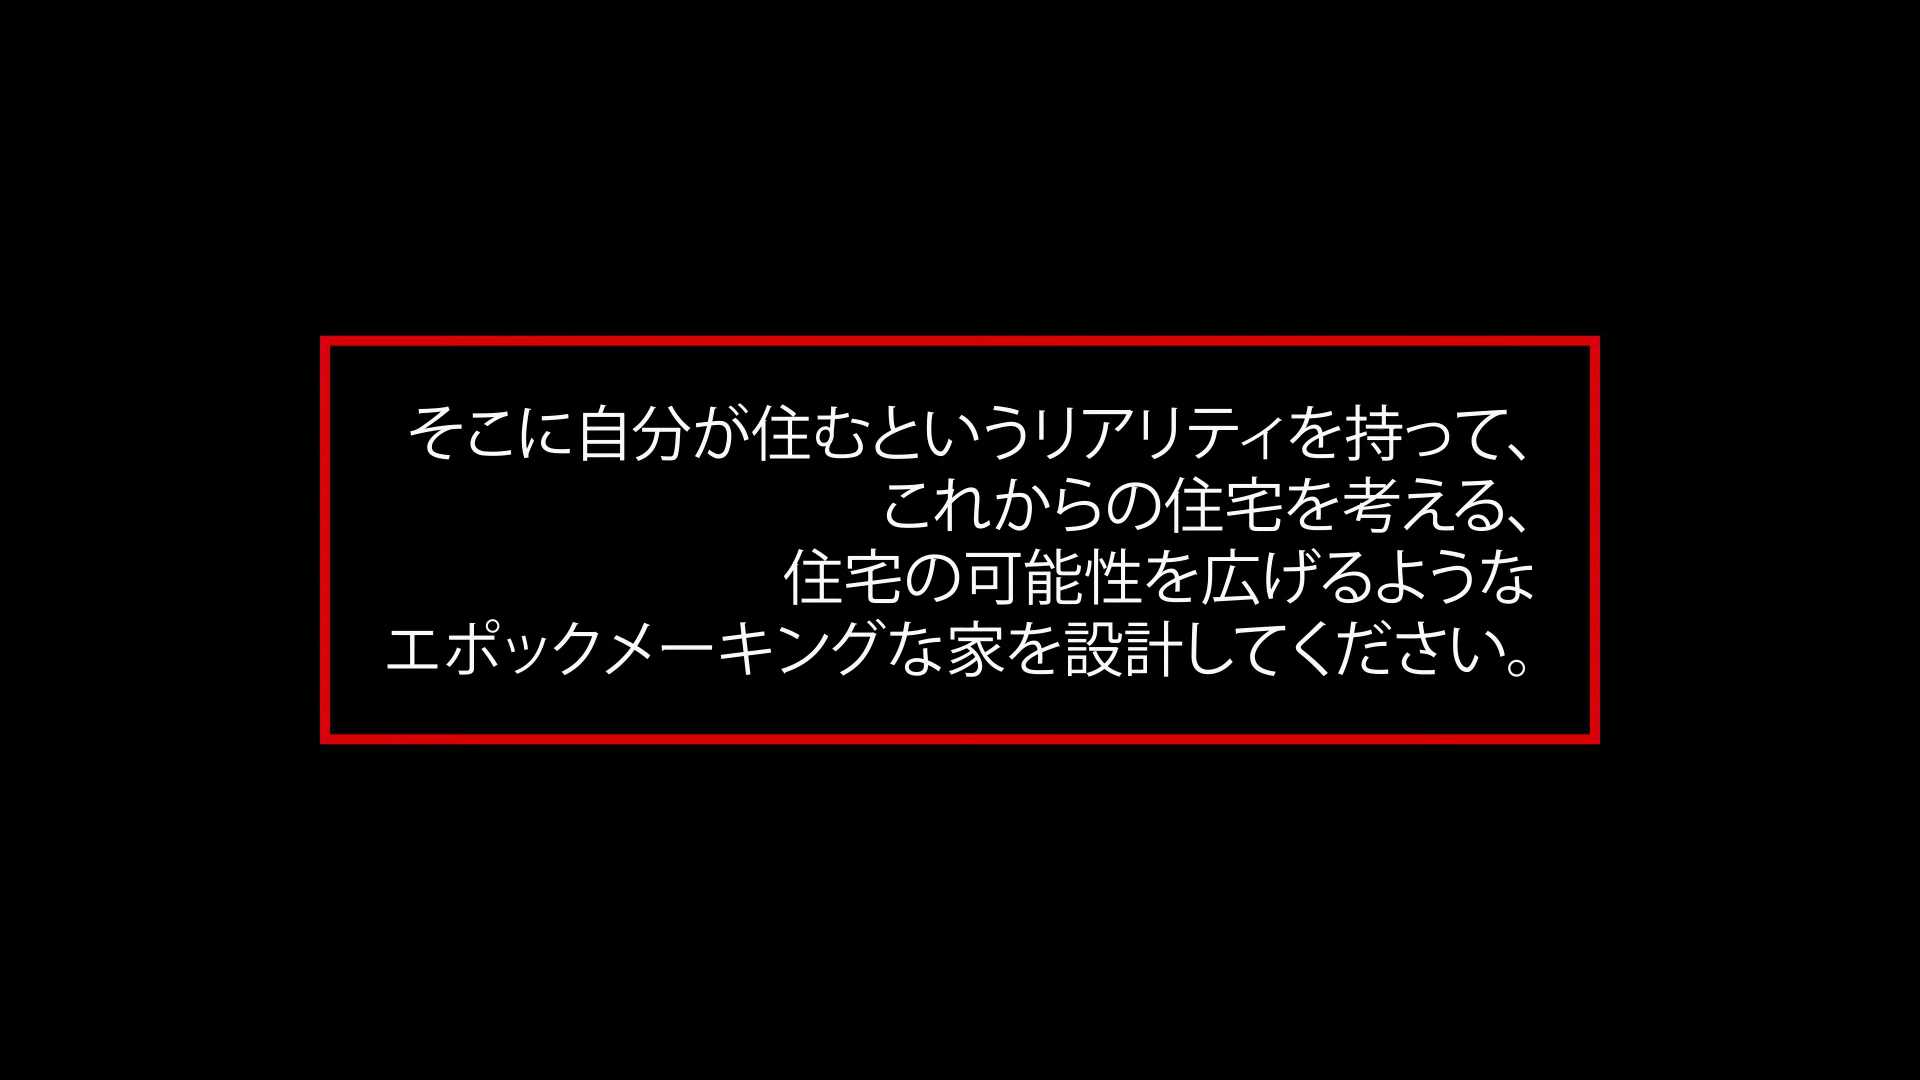 そこに自分が住むというリアリティを持って、
これからの住宅を考える、
住宅の可能性を広げるような
エポックメーキングな家を設計してください。